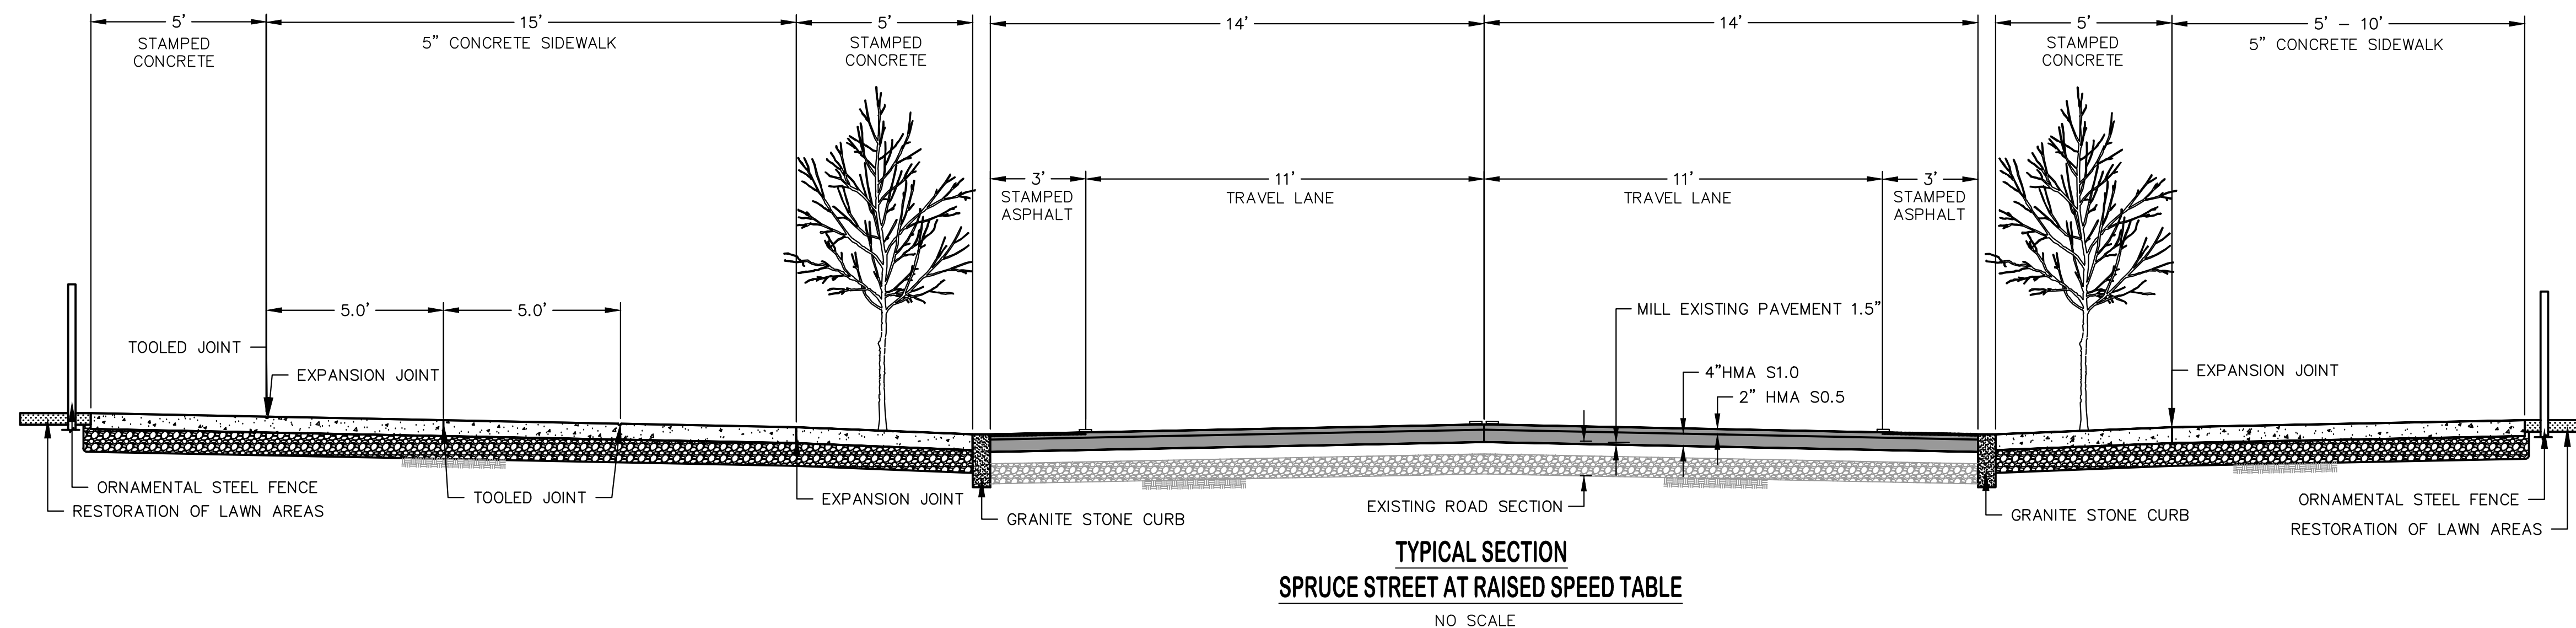 5' 15' 5' 14' 14' 5' 5' - 10'
STAMPED
CONCRETE
5" CONCRETE SIDEWALK
STAMPED
CONCRETE
STAMPED
CONCRETE
5" CONCRETE SIDEWALK
3' 11' 11' 3'
STAMPED
ASPHALT
TRAVEL LANE
TRAVEL LANE
STAMPED
ASPHALT
5.0' 5.0'
MILL EXISTING PAVEMENT 1.5"
TOOLED JOINT
EXPANSION JOINT
4"HMA S1.0
2" HMA S0.5
EXPANSION JOINT
ORNAMENTAL STEEL FENCE
RESTORATION OF LAWN AREAS
TOOLED JOINT
EXPANSION JOINT
GRANITE STONE CURB
EXISTING ROAD SECTION
GRANITE STONE CURB
ORNAMENTAL STEEL FENCE
RESTORATION OF LAWN AREAS
TYPICAL SECTION
SPRUCE STREET AT RAISED SPEED TABLE
NO SCALE